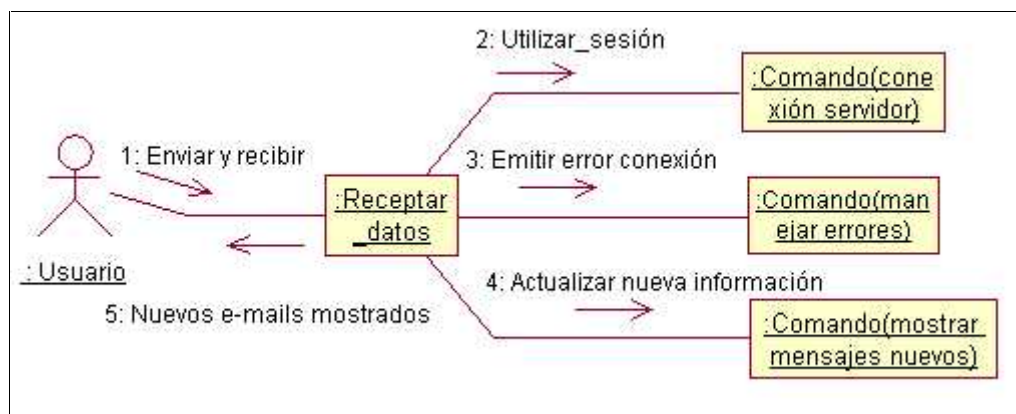 2: Utilizar_sesión
:Comando(cone
xión servidor)
1: Enviar y recibir
3: Emitir error conexión
:Receptar
_datos
:Comando(man
ejar errores)
: Usuario
4: Actualizar nueva información
5: Nuevos e-mails mostrados
:Comando(mostrar
mensajes nuevos)